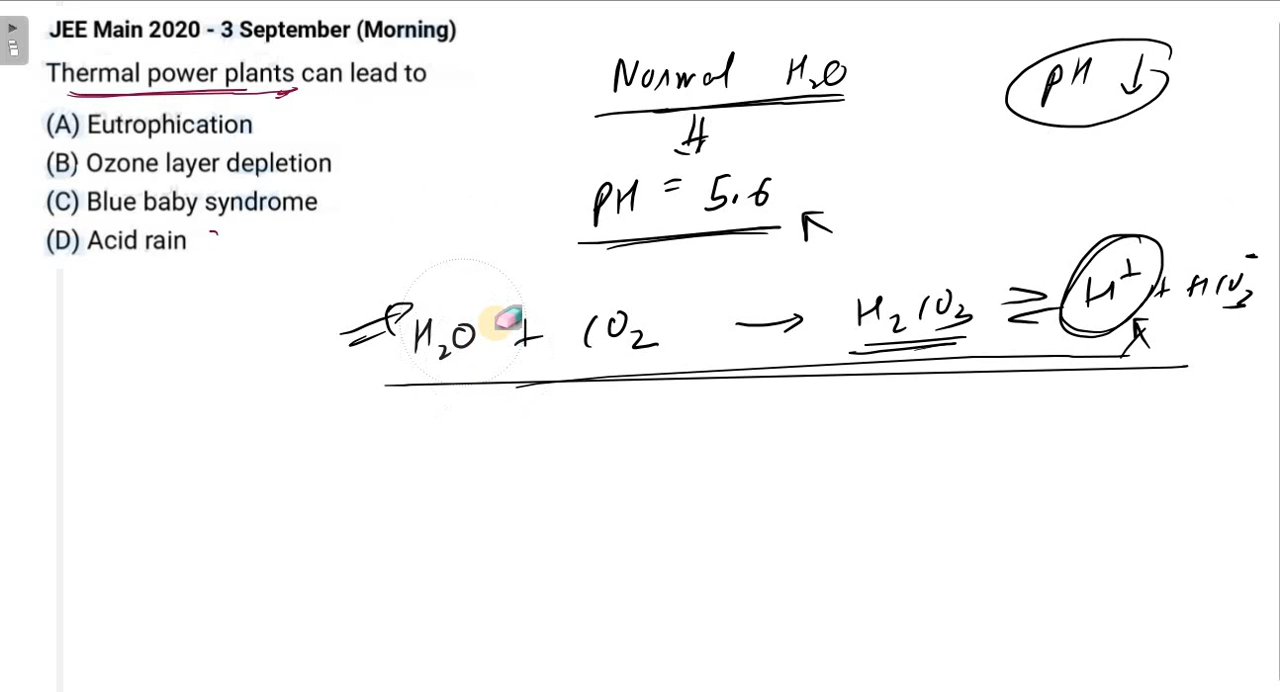 JEE Main 2020 - 3 September (Morning)
Thermal power plants can lead to
(A) Eutrophication
(B) Ozone layer depletion
(C) Blue baby syndrome
(D) Acid rain
Normal H₂O
PH = 5.6
PH ↓
H₂O + CO₂ → H₂CO₃ ⇌ H⁺ + HCO₃⁻